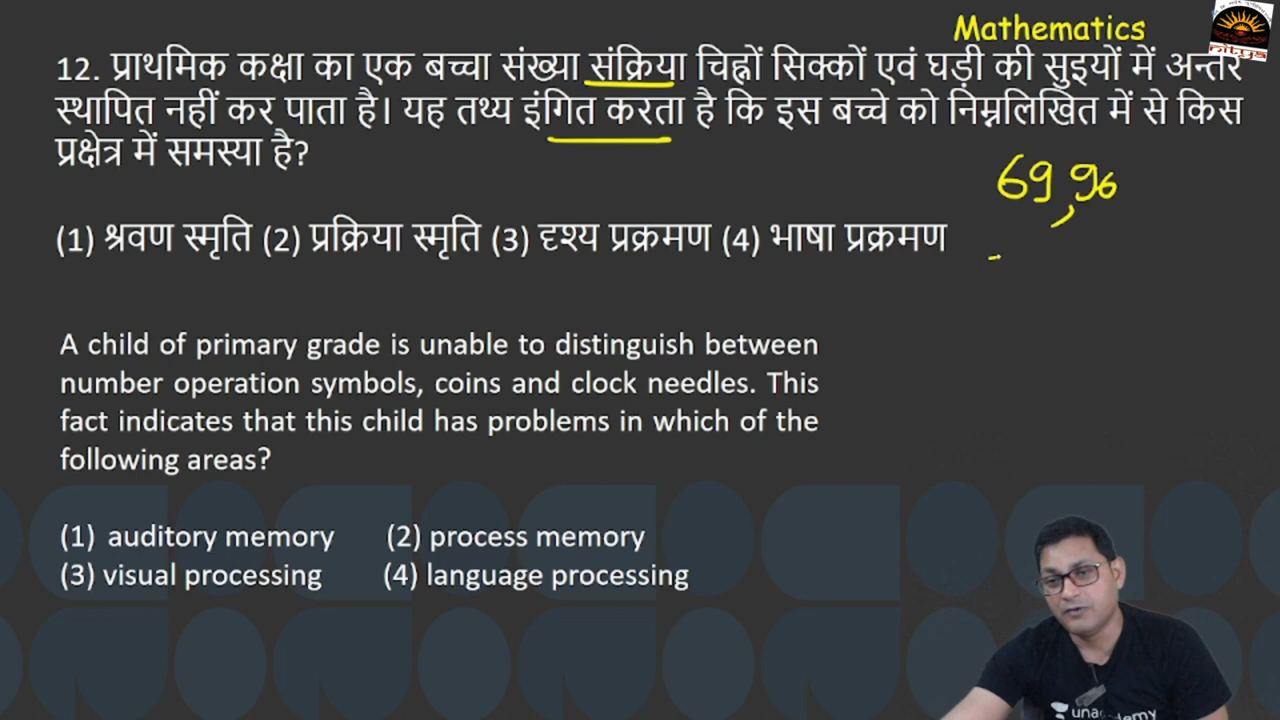 Mathematics
nitya
12. प्राथमिक कक्षा का एक बच्चा संख्या संक्रिया चिह्नों सिक्कों एवं घड़ी की सुइयों में अन्तर
स्थापित नहीं कर पाता है। यह तथ्य इंगित करता है कि इस बच्चे को निम्नलिखित में से किस
प्रक्षेत्र में समस्या है?
69, 96
(1) श्रवण स्मृति (2) प्रक्रिया स्मृति (3) दृश्य प्रक्रमण (4) भाषा प्रक्रमण
A child of primary grade is unable to distinguish between
number operation symbols, coins and clock needles. This
fact indicates that this child has problems in which of the
following areas?
(1) auditory memory (2) process memory
(3) visual processing (4) language processing